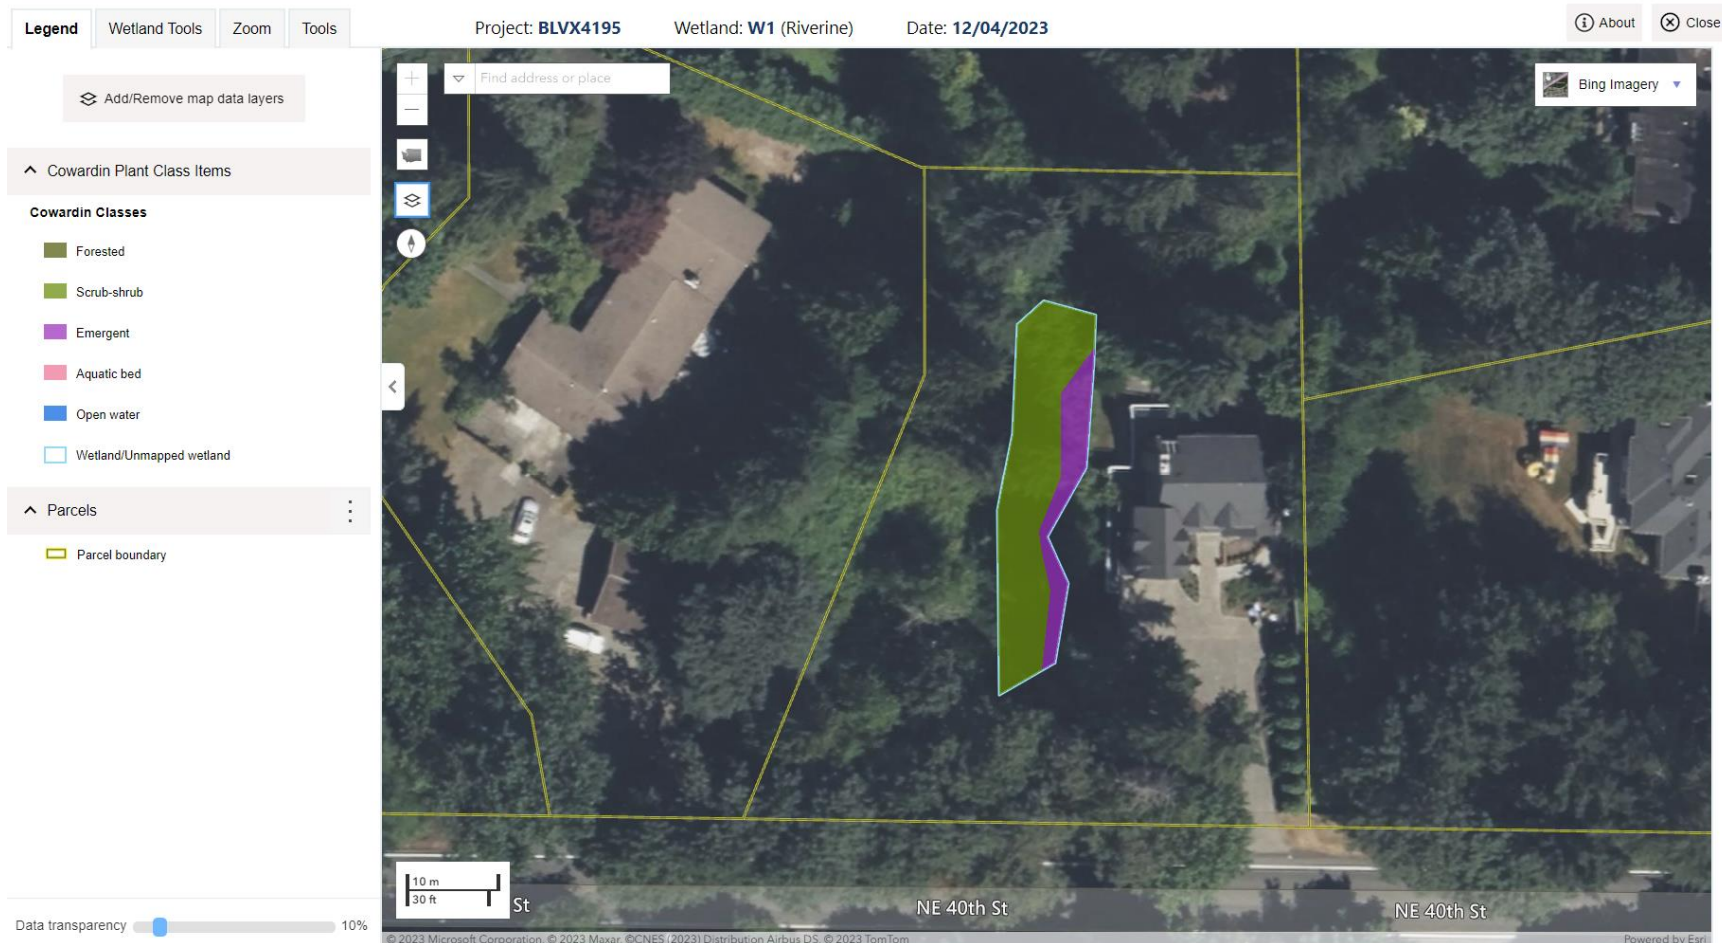 Legend
Wetland Tools
Zoom
Tools
Project: BLVX4195
Wetland: W1 (Riverine)
Date: 12/04/2023
About
Close
Add/Remove map data layers
Find address or place
Bing Imagery
Cowardin Plant Class Items
Cowardin Classes
Forested
Scrub-shrub
Emergent
Aquatic bed
Open water
Wetland/Unmapped wetland
Parcels
Parcel boundary
10 m
30 ft
St
NE 40th St
NE 40th St
Data transparency
10%
© 2023 Microsoft Corporation, © 2023 Maxar, ©CNES (2023) Distribution Airbus DS, © 2023 TomTom
Powered by Esri